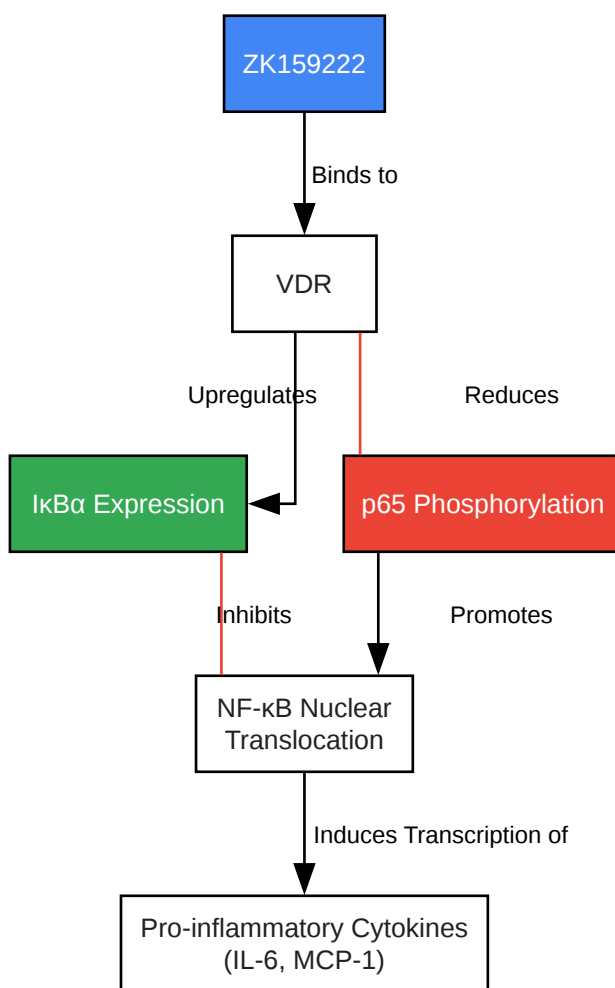 ZK159222
Binds to
VDR
Upregulates
Reduces
IκBα Expression
p65 Phosphorylation
Inhibits
Promotes
NF-κB Nuclear
Translocation
Induces Transcription of
Pro-inflammatory Cytokines
(IL-6, MCP-1)